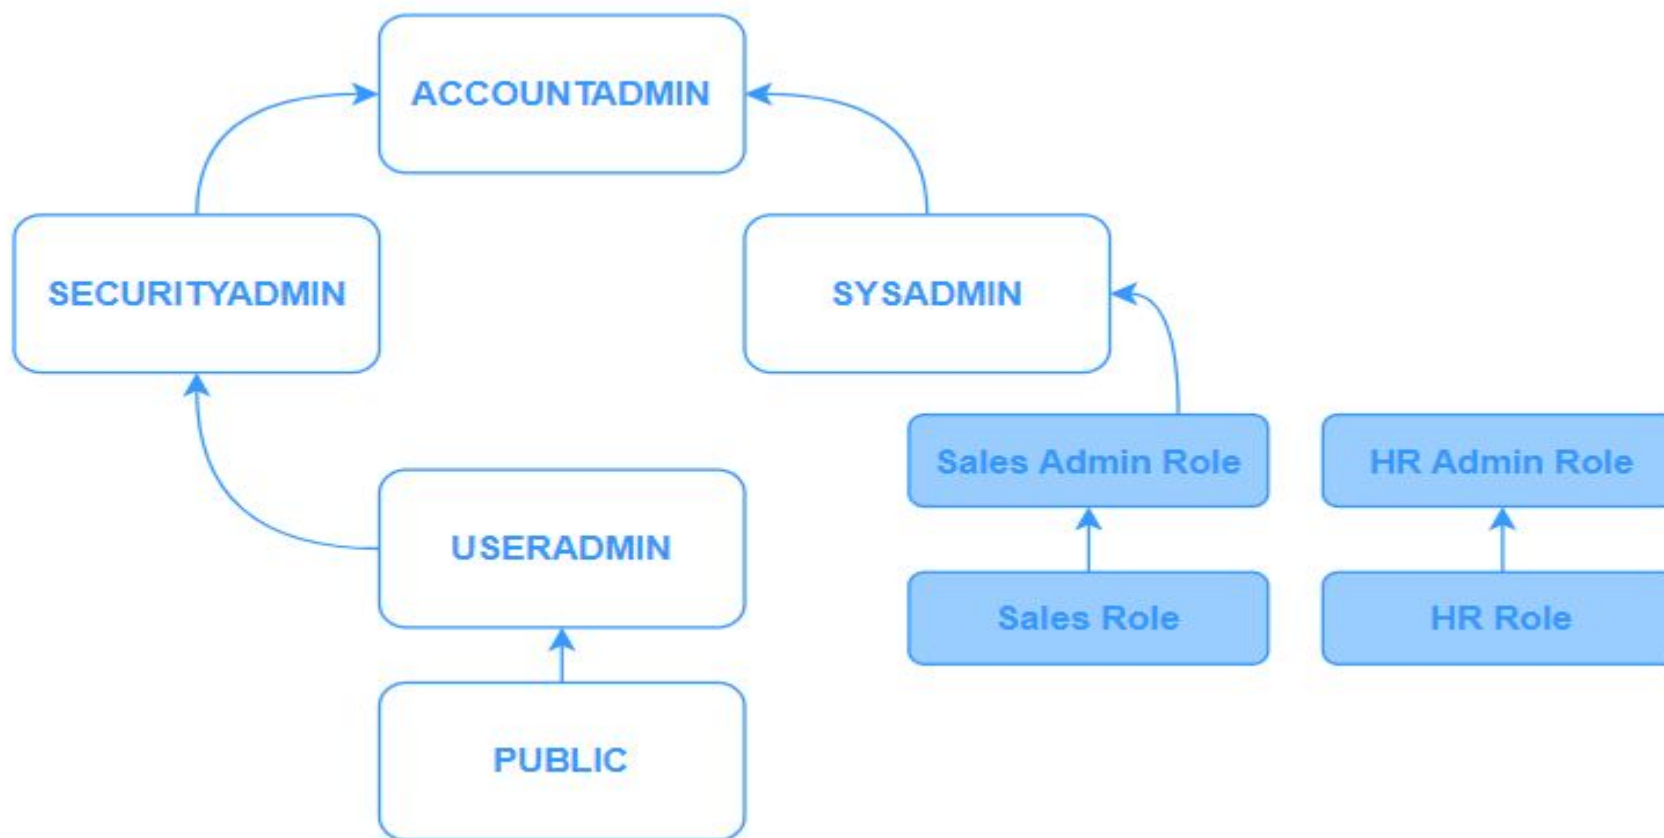 ACCOUNTADMIN
SECURITYADMIN
SYSADMIN
Sales Admin Role
HR Admin Role
USERADMIN
Sales Role
HR Role
PUBLIC